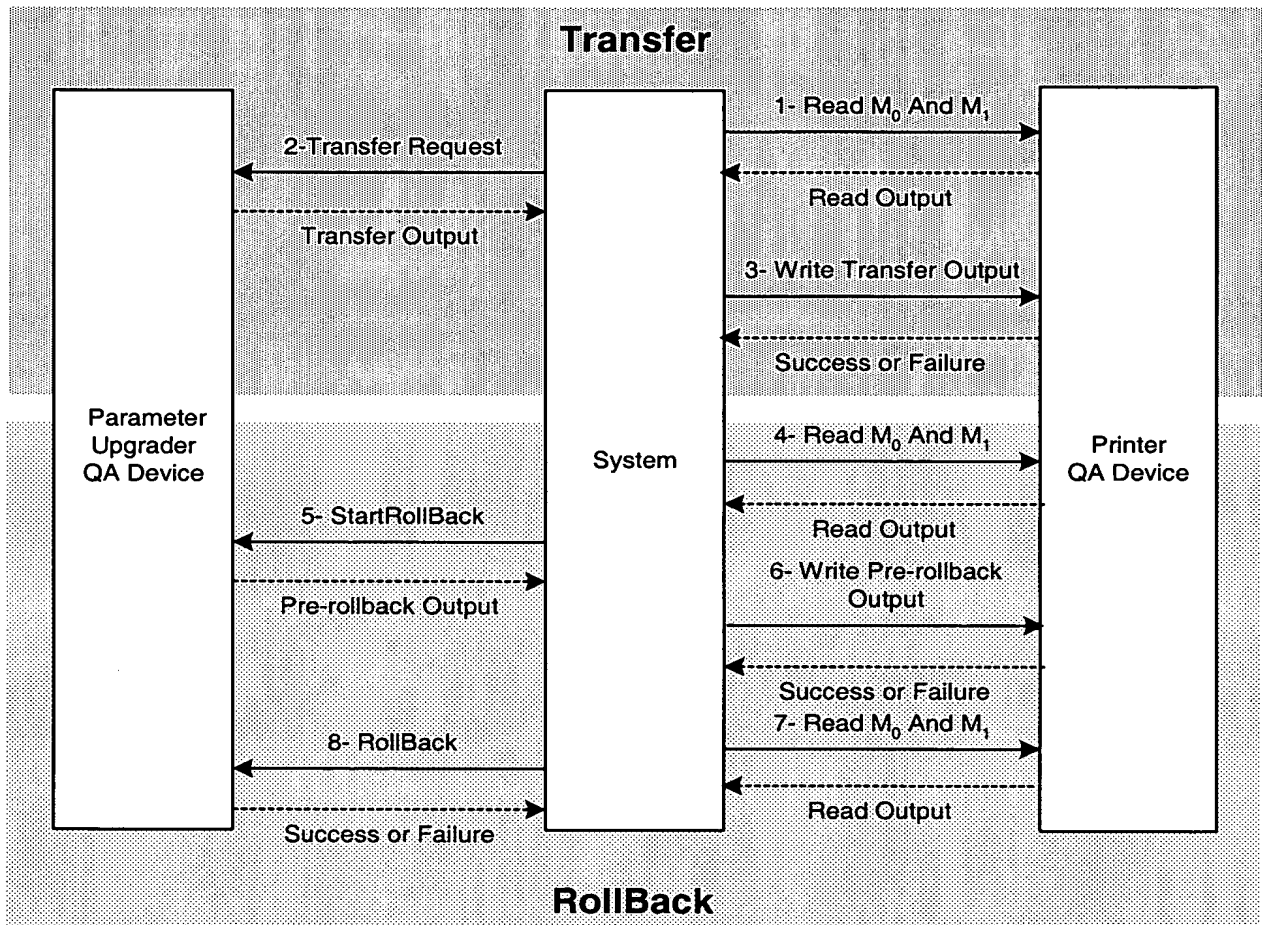 Transfer
1- Read M₀ And M₁
2-Transfer Request
Read Output
Transfer Output
3- Write Transfer Output
Success or Failure
Parameter
Upgrader
QA Device
System
Printer
QA Device
4- Read M₀ And M₁
Read Output
5- StartRollBack
6- Write Pre-rollback
Output
Pre-rollback Output
Success or Failure
7- Read M₀ And M₁
8- RollBack
Read Output
Success or Failure
RollBack